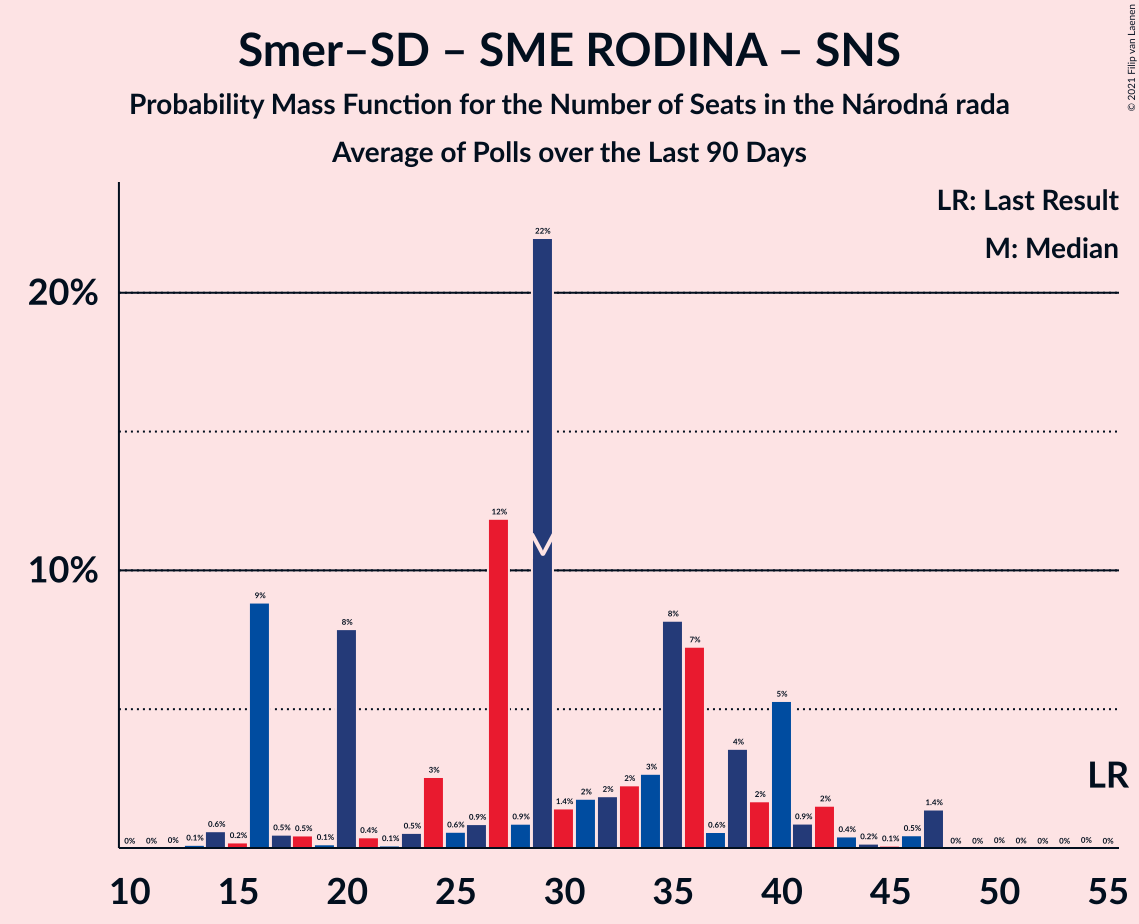 Smer–SD – SME RODINA – SNS
Probability Mass Function for the Number of Seats in the Národná rada
Average of Polls over the Last 90 Days
© 2021 Filip van Laenen
LR: Last Result
M: Median
20%
10%
0% 0% 0% 0.1% 0.6% 0.2% 9% 0.5% 0.5% 0.1% 8% 0.4% 0.1% 0.5% 3% 0.6% 0.9% 12% 0.9% 22% 1.4% 2% 2% 2% 3% 8% 7% 0.6% 4% 2% 5% 0.9% 2% 0.4% 0.2% 0.1% 0.5% 1.4% 0% 0% 0% 0% 0% 0% 0% 0%
LR
10 15 20 25 30 35 40 45 50 55